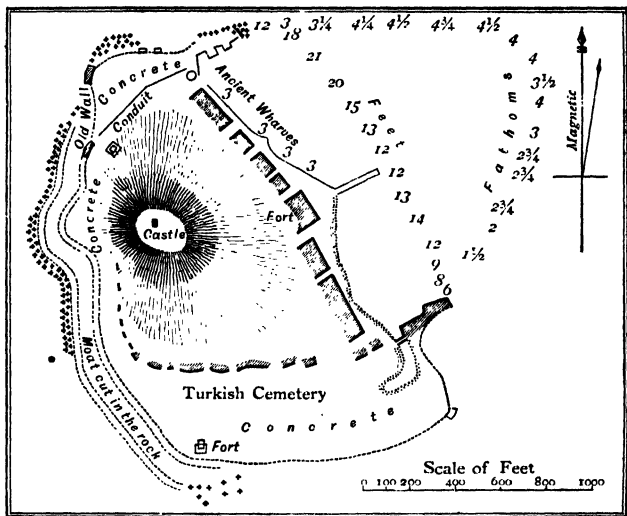 12 3 3¼ 4¼ 4½ 4¾ 4½
18
4
21
4
20
3½
15
4
13
3
12
2¾
12
2¾
13
2¾
14
2
12
1½
9
8
6
3
3
3
3
Feet
Fathoms
Magnetic
Concrete
Old Wall
Conduit
Ancient Wharves
Concrete
Castle
Fort
Moat cut in the rock
Turkish Cemetery
Concrete
Fort
Scale of Feet
0 100 200 400 600 800 1000